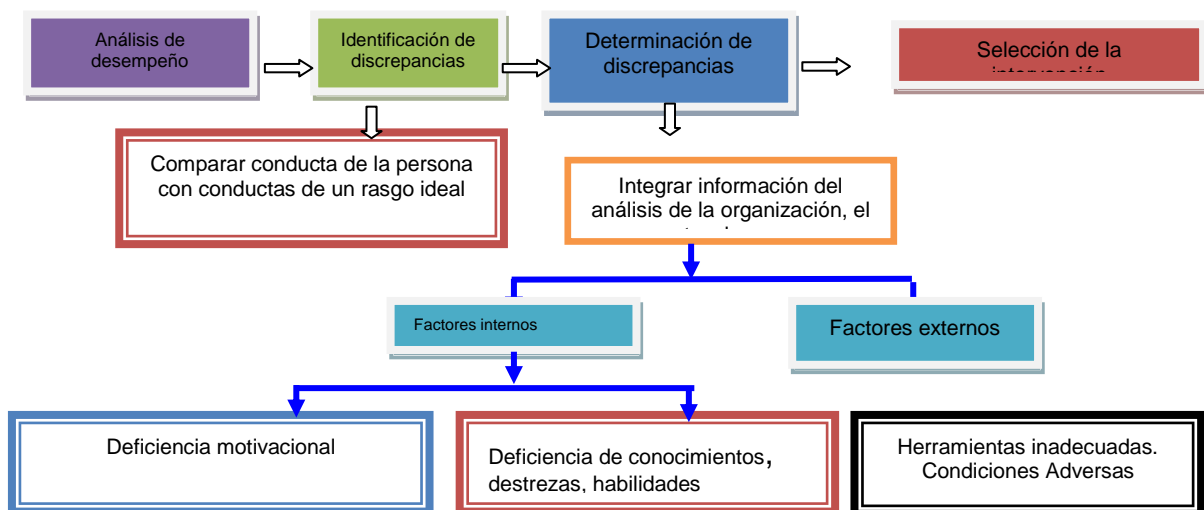 Análisis de
desempeño
Identificación de
discrepancias
Determinación de
discrepancias
Selección de la
Comparar conducta de la persona
con conductas de un rasgo ideal
Integrar información del
análisis de la organización, el
Factores internos
Factores externos
Deficiencia motivacional
Deficiencia de conocimientos,
destrezas, habilidades
Herramientas inadecuadas.
Condiciones Adversas